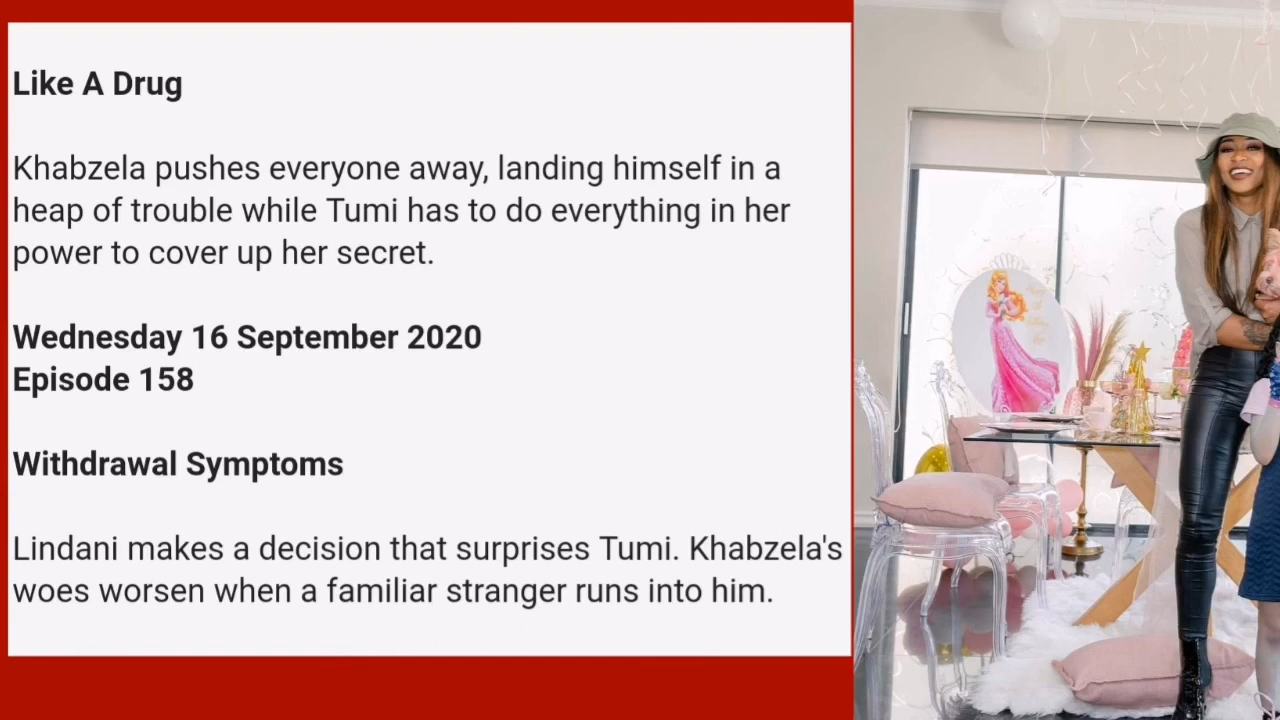 Like A Drug
Khabzela pushes everyone away, landing himself in a
heap of trouble while Tumi has to do everything in her
power to cover up her secret.
Wednesday 16 September 2020
Episode 158
Withdrawal Symptoms
Lindani makes a decision that surprises Tumi. Khabzela's
woes worsen when a familiar stranger runs into him.